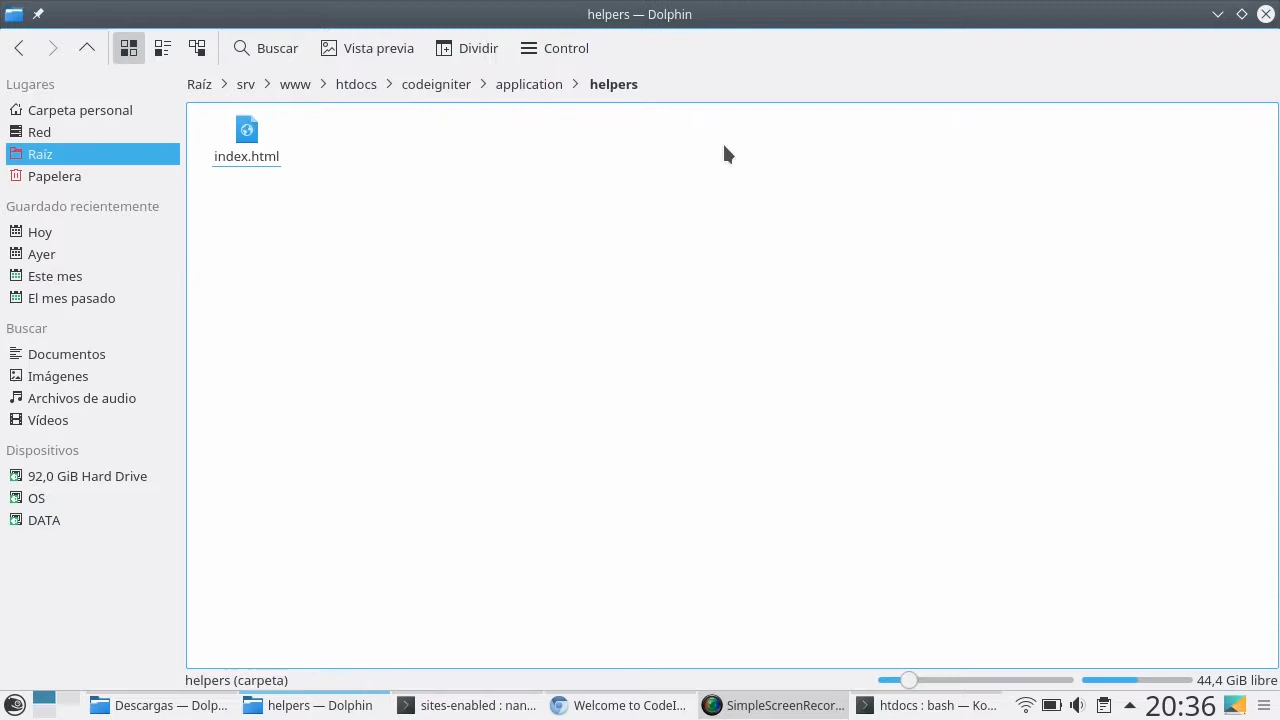 helpers — Dolphin
Buscar Vista previa Dividir Control
Lugares
Raíz srv www htdocs codeigniter application helpers
Carpeta personal
Red
Raíz
Papelera
Guardado recientemente
Hoy
Ayer
Este mes
El mes pasado
Buscar
Documentos
Imágenes
Archivos de audio
Vídeos
Dispositivos
92,0 GiB Hard Drive
OS
DATA
index.html
helpers (carpeta) 44,4 GiB libre
Descargas — Dolp... helpers — Dolphin sites-enabled : nan... Welcome to CodeI... SimpleScreenRecor... htdocs : bash — Ko... 20:36